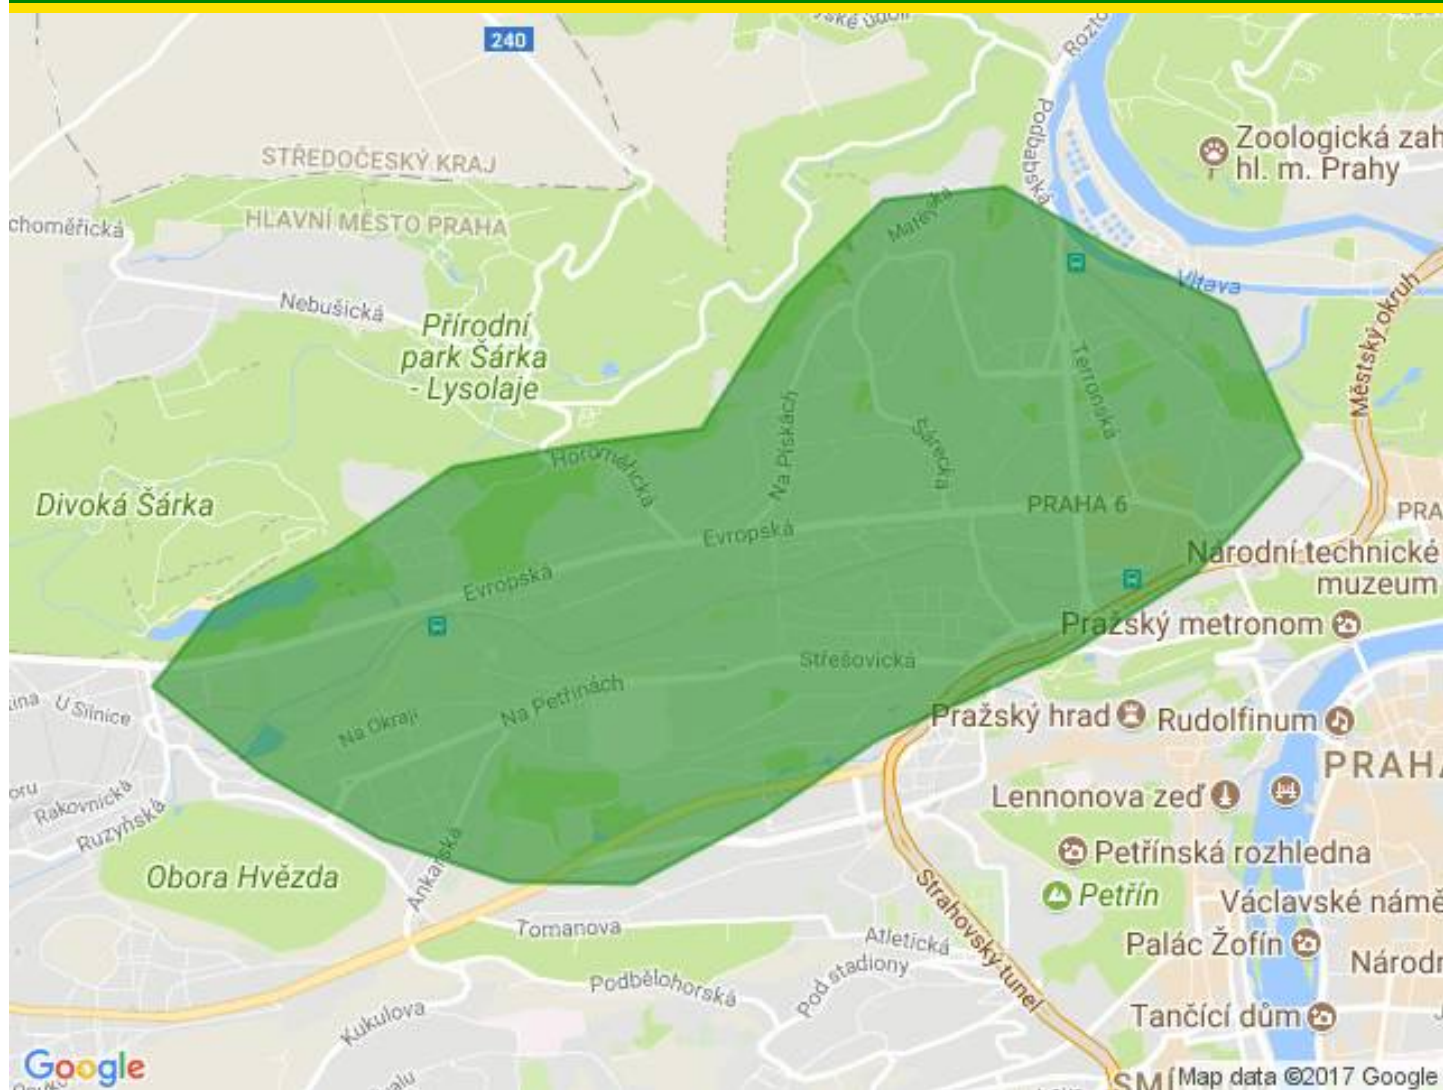 240
Podbabská
Zoologická zah
hl. m. Prahy
STŘEDOČESKÝ KRAJ
HLAVNÍ MĚSTO PRAHA
choměřická
Matějská
Nebušická
Vltava
Městský okruh
Přírodní
park Šárka
- Lysolaje
Terronská
Na Pískách
Šárecká
Horoměřická
Divoká Šárka
PRAHA 6
PRA
Evropská
Evropská
Národní technické
muzeum
Pražský metronom
Střešovická
Na Petřinách
U Silnice
Na Okraji
Pražský hrad
Rudolfinum
PRAHA
Rakovnická
Ruzyňská
Lennonova zeď
Petřínská rozhledna
Obora Hvězda
Ankarská
Petřín
Václavské námě
Strahovský tunel
Tomanova
Atletická
Palác Žofín
Národn
Podbělohorská
Pod stadiony
Kukulova
Tančící dům
Google
SMÍ
Map data ©2017 Google